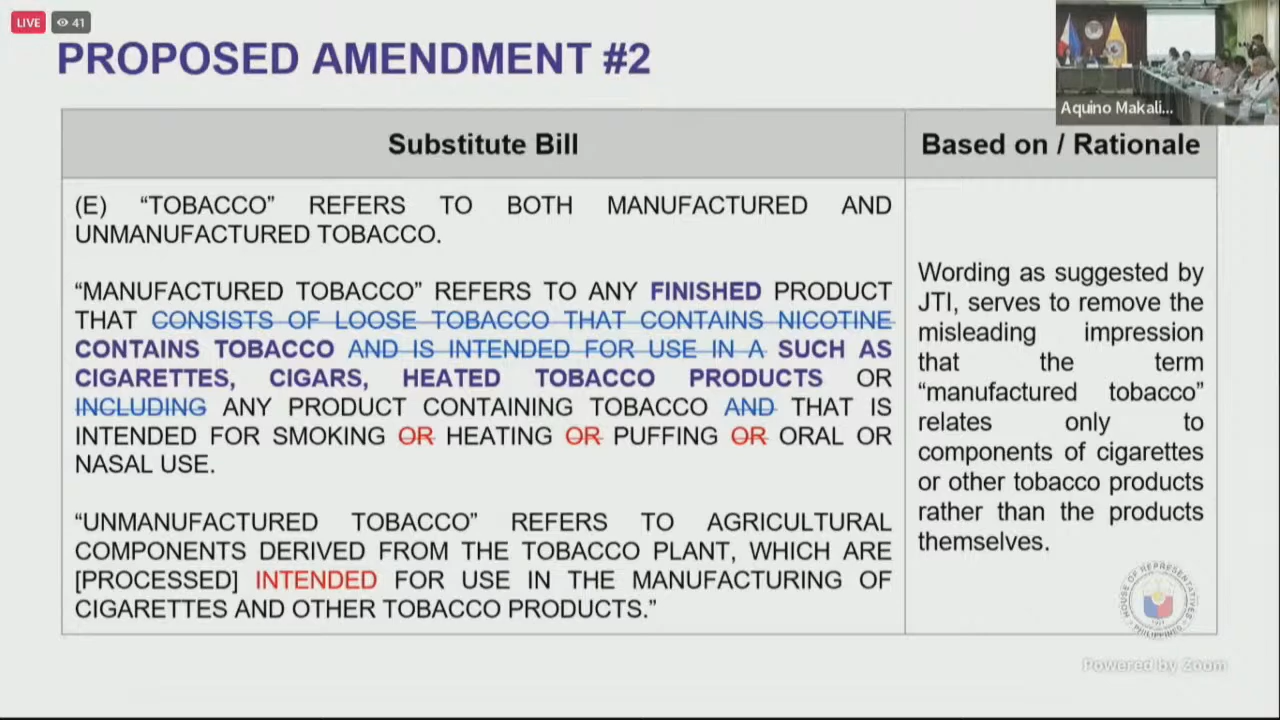 LIVE 41
PROPOSED AMENDMENT #2
Aquino Makali...
Substitute Bill
Based on / Rationale
(E) “TOBACCO” REFERS TO BOTH MANUFACTURED AND
UNMANUFACTURED TOBACCO.
“MANUFACTURED TOBACCO” REFERS TO ANY FINISHED PRODUCT
THAT CONSISTS OF LOOSE TOBACCO THAT CONTAINS NICOTINE
CONTAINS TOBACCO AND IS INTENDED FOR USE IN A SUCH AS
CIGARETTES, CIGARS, HEATED TOBACCO PRODUCTS OR
INCLUDING ANY PRODUCT CONTAINING TOBACCO AND THAT IS
INTENDED FOR SMOKING OR HEATING OR PUFFING OR ORAL OR
NASAL USE.
“UNMANUFACTURED TOBACCO” REFERS TO AGRICULTURAL
COMPONENTS DERIVED FROM THE TOBACCO PLANT, WHICH ARE
[PROCESSED] INTENDED FOR USE IN THE MANUFACTURING OF
CIGARETTES AND OTHER TOBACCO PRODUCTS.”
Wording as suggested by
JTI, serves to remove the
misleading impression
that the term
“manufactured tobacco”
relates only to
components of cigarettes
or other tobacco products
rather than the products
themselves.
HOUSE OF REPRESENTATIVES
PHILIPPINES
Powered by Zoom